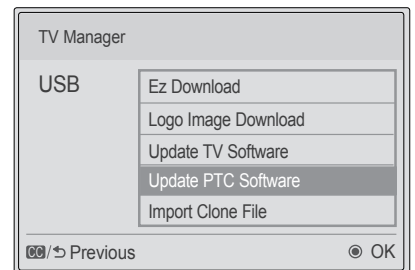 TV Manager
USB
Ez Download
Logo Image Download
Update TV Software
Update PTC Software
Import Clone File
CC/⮌ Previous ◉ OK